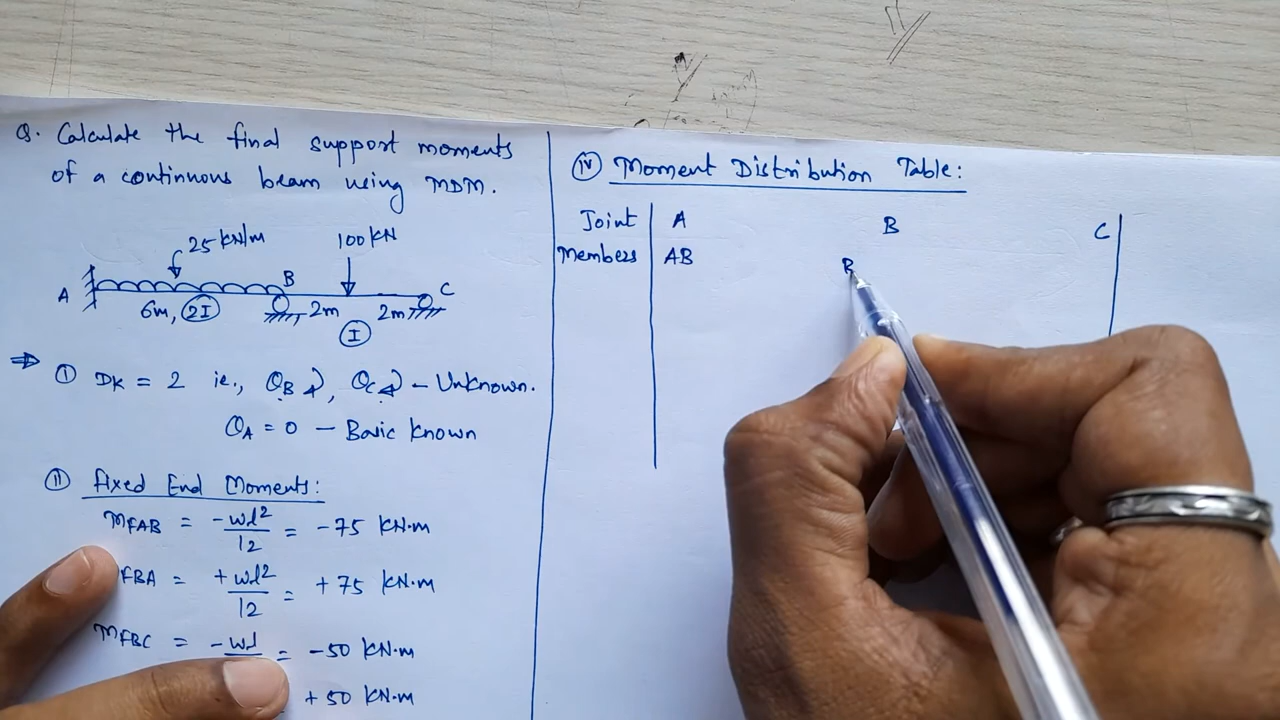 Q. Calculate the final support moments
of a continuous beam using MDM.
25 kN/m
100 KN
A
B
C
6m, 2I
2m
2m
I
⇒ (I) DK = 2 ie., θB, θC - Unknown.
θA = 0 - Basic Known
(II) Fixed End Moments:
MFAB = -wl²/12 = -75 KN.m
FBA = +wl²/12 = +75 KN.m
MFBC = -wl = -50 KN.m
+50 KN.m
(IV) Moment Distribution Table:
Joint A B C
Members AB B